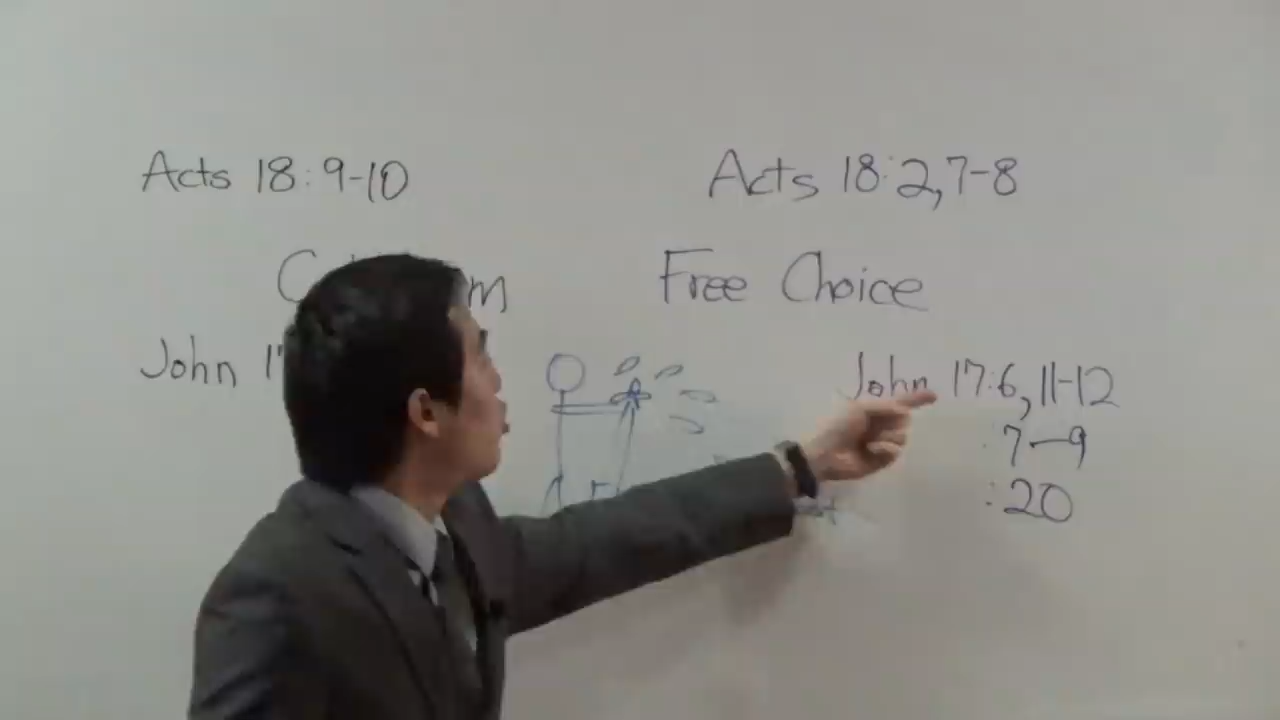 Acts 18:9-10
Acts 18:2,7-8
Free Choice
John
John 17:6,11-12
:7-9
:20